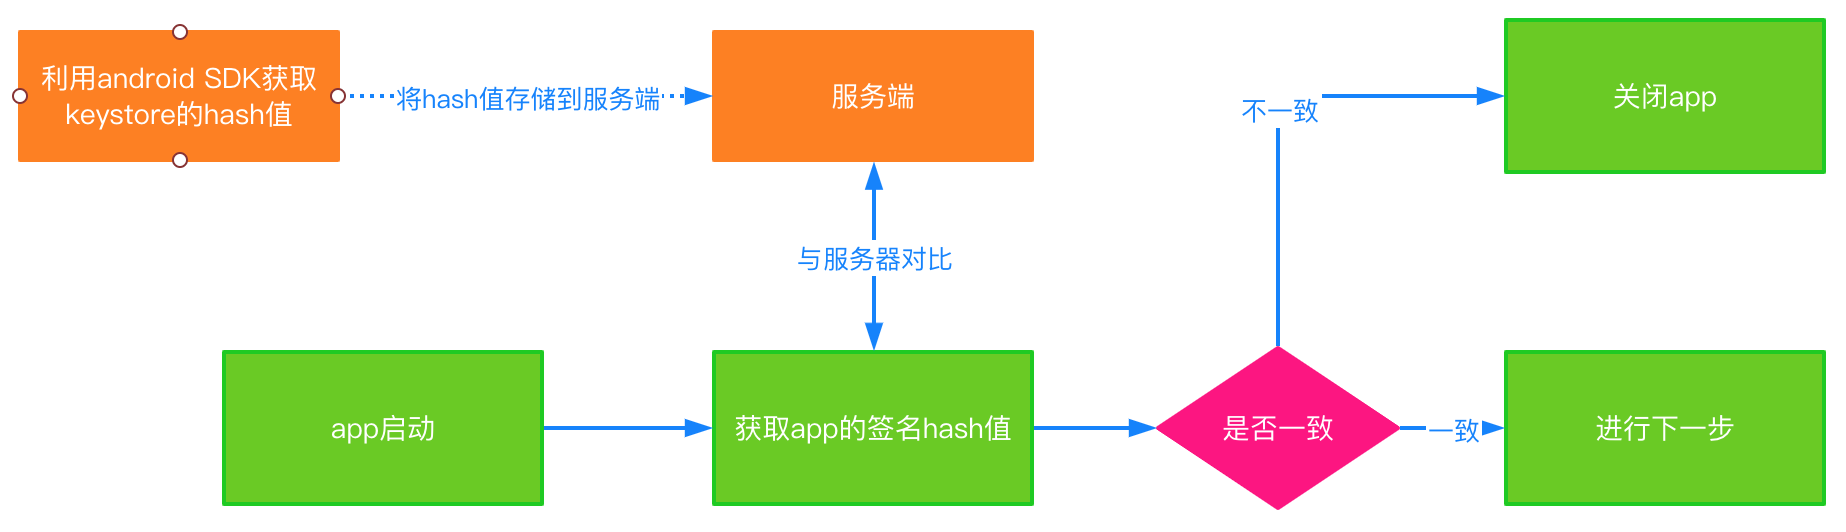 利用android SDK获取
keystore的hash值
将hash值存储到服务端
服务端
不一致
关闭app
与服务器对比
app启动
获取app的签名hash值
是否一致
一致
进行下一步